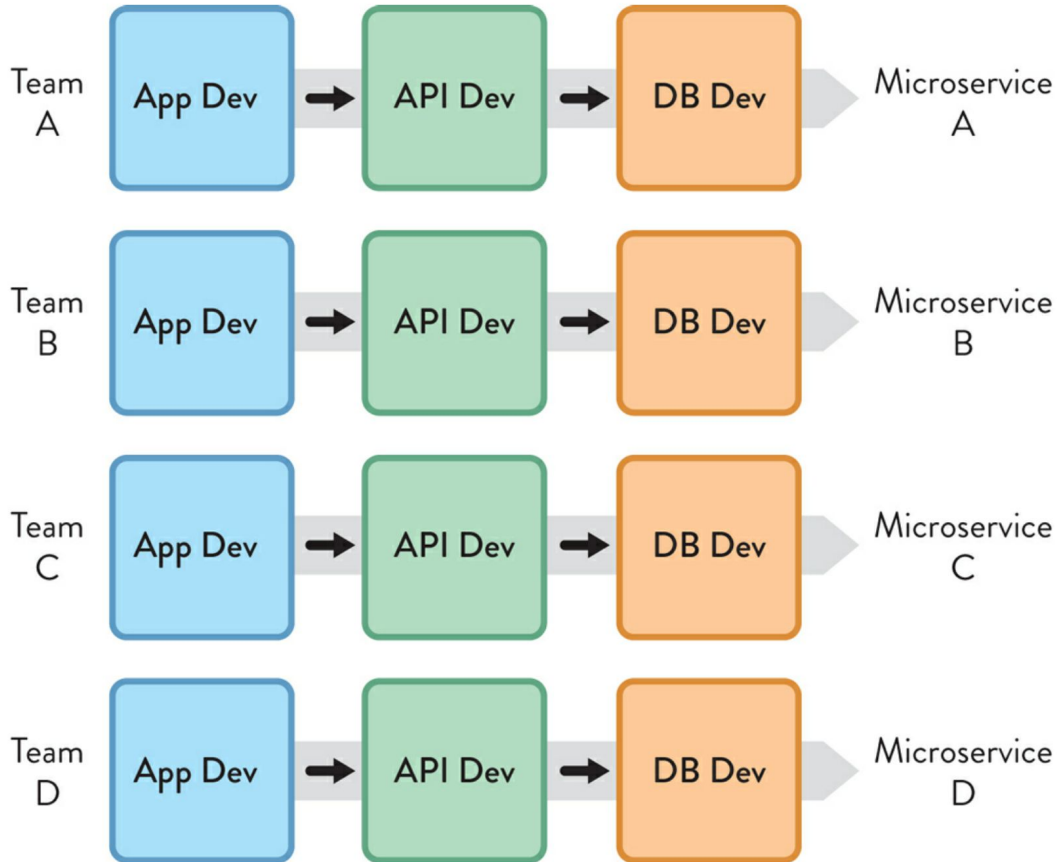 Team
A
App Dev
API Dev
DB Dev
Microservice
A
Team
B
App Dev
API Dev
DB Dev
Microservice
B
Team
C
App Dev
API Dev
DB Dev
Microservice
C
Team
D
App Dev
API Dev
DB Dev
Microservice
D